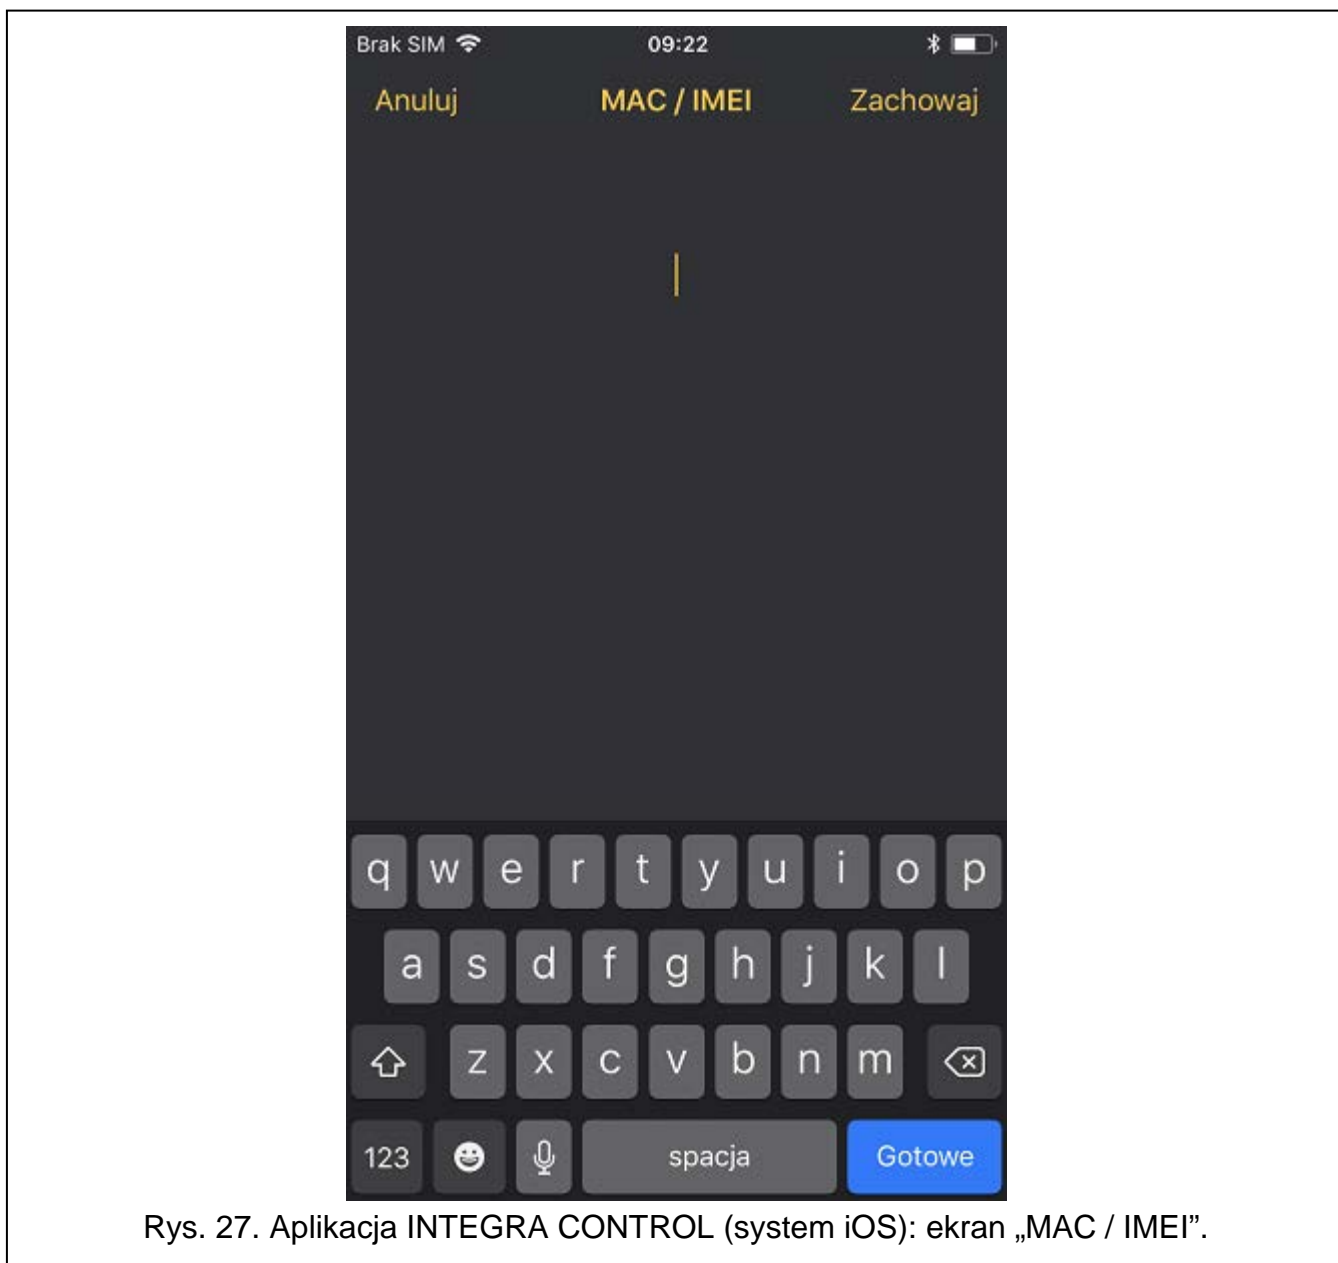 Brak SIM 09:22
Anuluj MAC / IMEI Zachowaj
q w e r t y u i o p
a s d f g h j k l
z x c v b n m
123 spacja Gotowe
Rys. 27. Aplikacja INTEGRA CONTROL (system iOS): ekran „MAC / IMEI”.